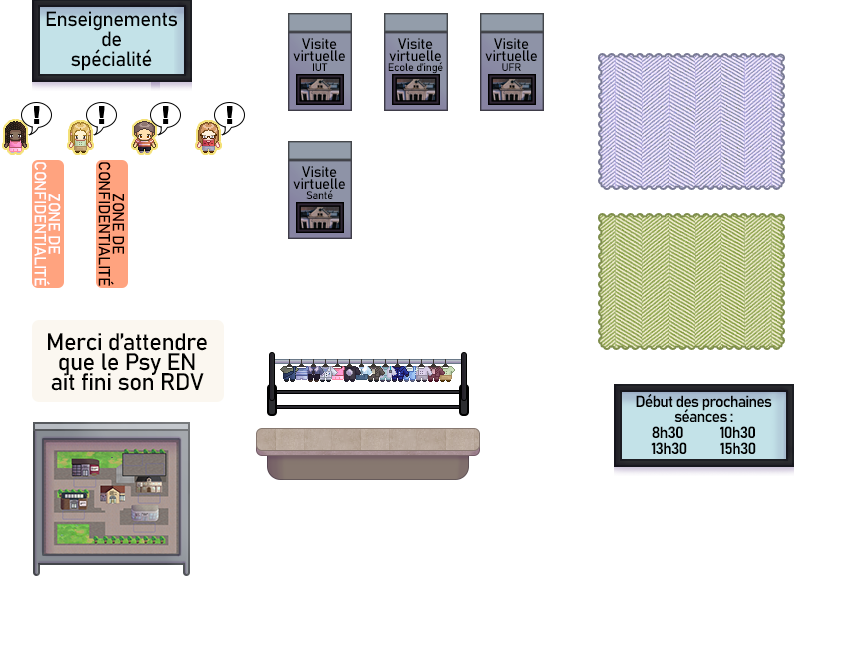 Enseignements
de
spécialité
!
!
!
!
ZONE DE
CONFIDENTIALITÉ
ZONE DE
CONFIDENTIALITÉ
Visite
virtuelle
IUT
Visite
virtuelle
Ecole d'ingé
Visite
virtuelle
UFR
Visite
virtuelle
Santé
Merci d'attendre
que le Psy EN
ait fini son RDV
Début des prochaines
séances :
8h30 10h30
13h30 15h30